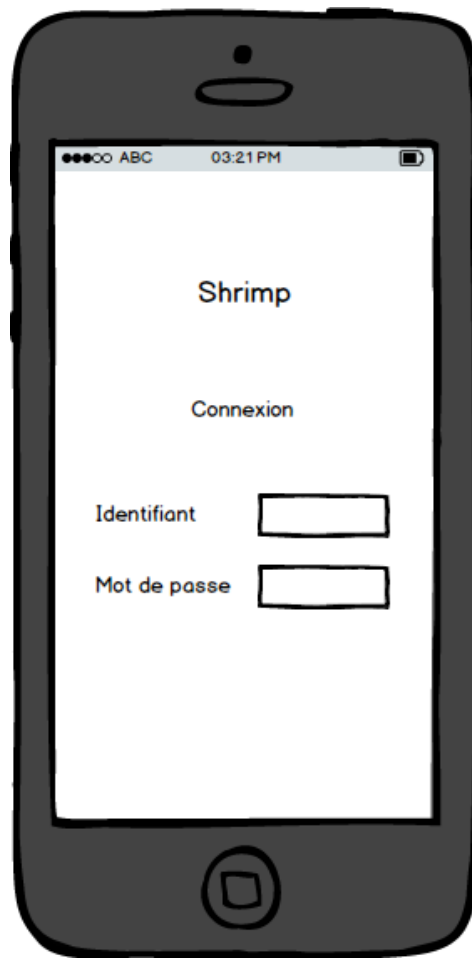 ABC 03:21 PM
Shrimp
Connexion
Identifiant
Mot de passe